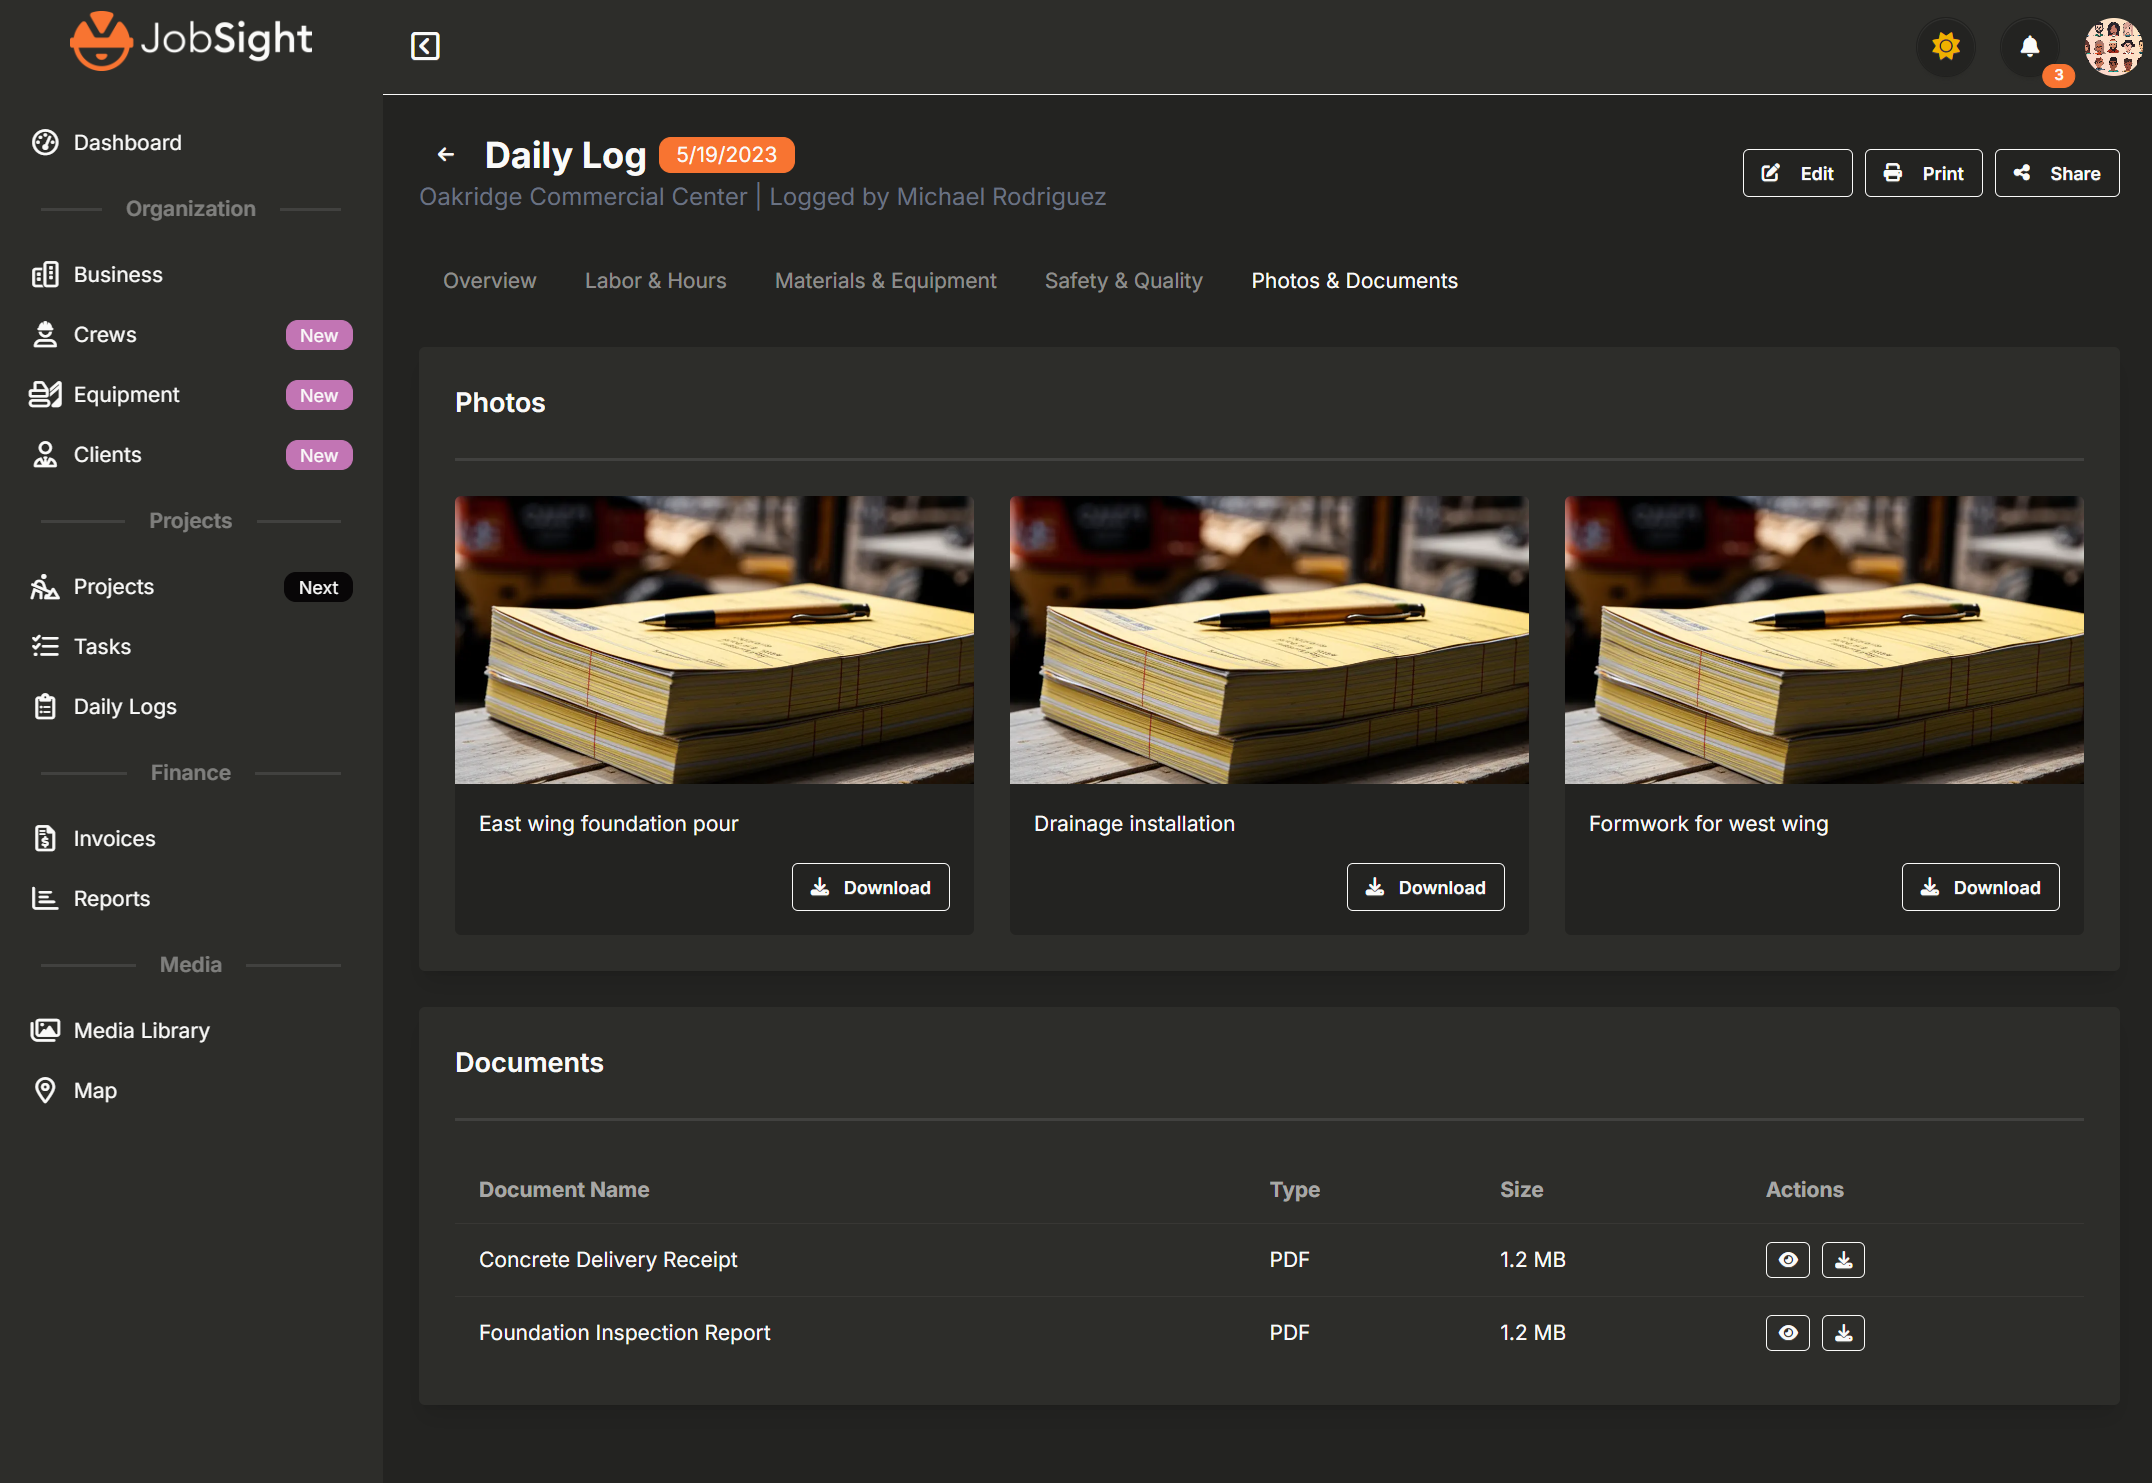 JobSight
3
Dashboard
Organization
Business
Crews New
Equipment New
Clients New
Projects
Projects Next
Tasks
Daily Logs
Finance
Invoices
Reports
Media
Media Library
Map
Daily Log 5/19/2023
Oakridge Commercial Center | Logged by Michael Rodriguez
Edit Print Share
Overview Labor & Hours Materials & Equipment Safety & Quality Photos & Documents
Photos
East wing foundation pour
Download
Drainage installation
Download
Formwork for west wing
Download
Documents
Document Name Type Size Actions
Concrete Delivery Receipt PDF 1.2 MB
Foundation Inspection Report PDF 1.2 MB